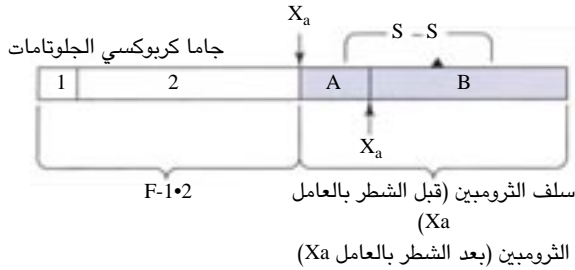 Xa
S – S
جاما كربوكسي الجلوتامات
1 2 A B
Xa
F-1•2
سلف الثرومبين (قبل الشطر بالعامل
Xa)
الثرومبين (بعد الشطر بالعامل Xa)